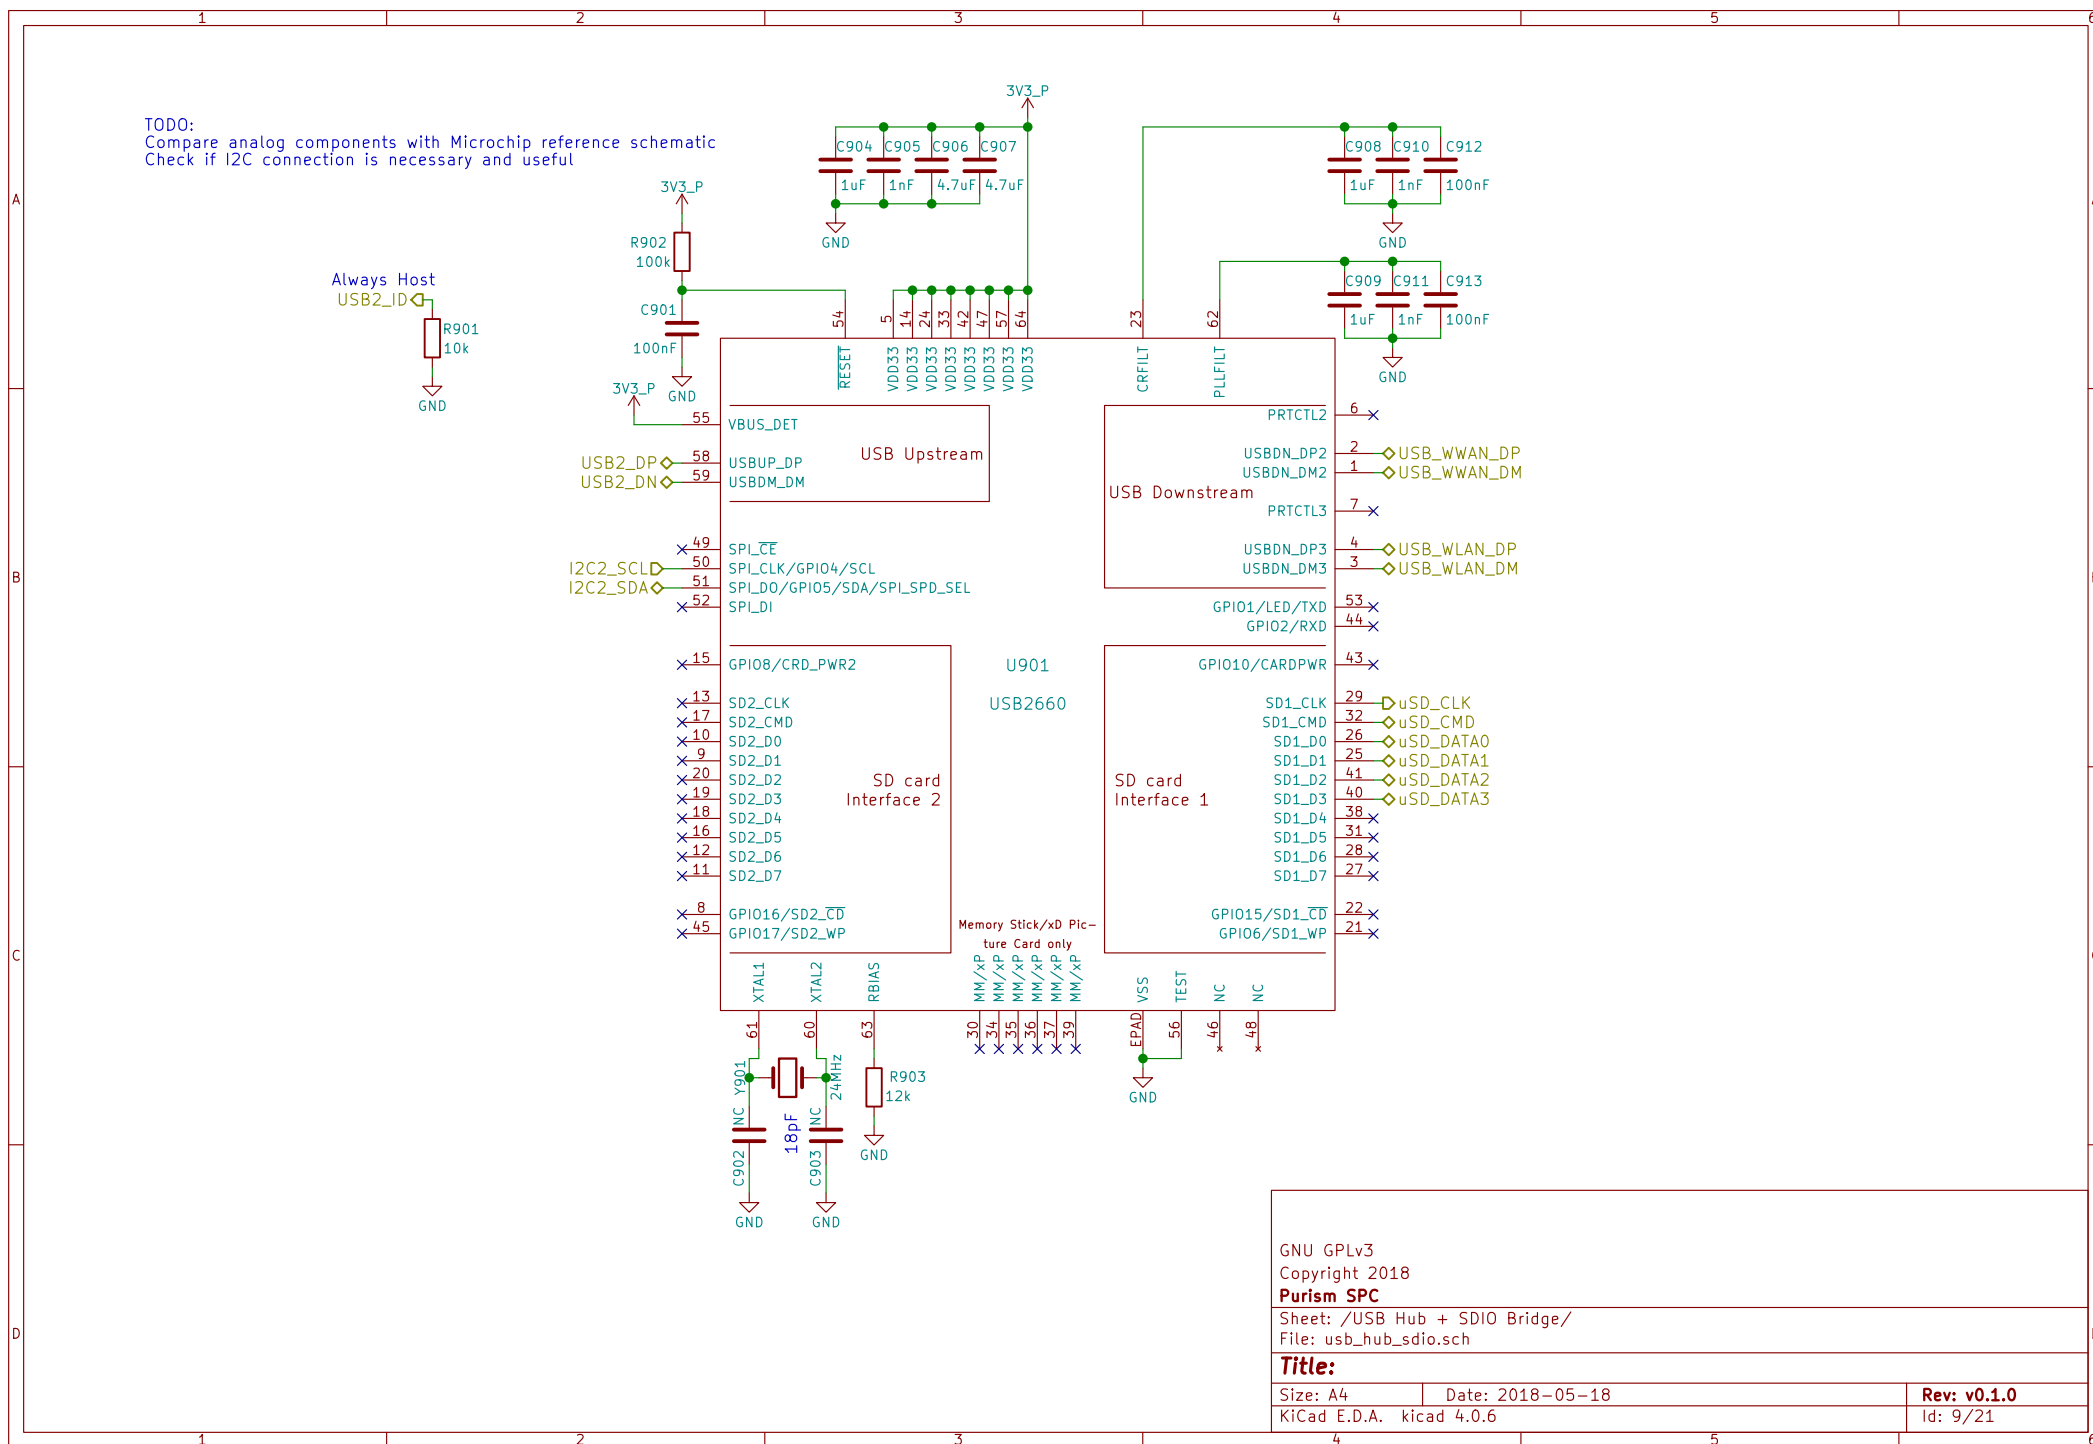 1 2 3 4 5 6
3V3_P
TODO:
Compare analog components with Microchip reference schematic
Check if I2C connection is necessary and useful
C904 C905 C906 C907
1uF 1nF 4.7uF 4.7uF
GND
C908 C910 C912
1uF 1nF 100nF
GND
A
3V3_P
R902
100k
Always Host
USB2_ID
R901
10k
GND
C901
100nF
GND
C909 C911 C913
1uF 1nF 100nF
GND
54 5 14 24 33 42 47 57 64 23 62
RESET VDD33 VDD33 VDD33 VDD33 VDD33 VDD33 VDD33 VDD33 CRFILT PLLFILT
3V3_P
55 VBUS_DET
USB2_DP 58 USBUP_DP
USB2_DN 59 USBDM_DM
USB Upstream
PRTCTL2 6
USBDN_DP2 2 USB_WWAN_DP
USBDN_DM2 1 USB_WWAN_DM
USB Downstream
PRTCTL3 7
USBDN_DP3 4 USB_WLAN_DP
USBDN_DM3 3 USB_WLAN_DM
B
49 SPI_CE
I2C2_SCL 50 SPI_CLK/GPIO4/SCL
I2C2_SDA 51 SPI_DO/GPIO5/SDA/SPI_SPD_SEL
52 SPI_DI
GPIO1/LED/TXD 53
GPIO2/RXD 44
15 GPIO8/CRD_PWR2
U901
USB2660
GPIO10/CARDPWR 43
13 SD2_CLK
17 SD2_CMD
10 SD2_D0
9 SD2_D1
20 SD2_D2
19 SD2_D3
18 SD2_D4
16 SD2_D5
12 SD2_D6
11 SD2_D7
SD card
Interface 2
8 GPIO16/SD2_CD
45 GPIO17/SD2_WP
SD1_CLK 29 uSD_CLK
SD1_CMD 32 uSD_CMD
SD1_D0 26 uSD_DATA0
SD1_D1 25 uSD_DATA1
SD1_D2 41 uSD_DATA2
SD1_D3 40 uSD_DATA3
SD1_D4 38
SD1_D5 31
SD1_D6 28
SD1_D7 27
SD card
Interface 1
GPIO15/SD1_CD 22
GPIO6/SD1_WP 21
C
Memory Stick/xD Pic-
ture Card only
XTAL1 XTAL2 RBIAS MM/xP MM/xP MM/xP MM/xP MM/xP MM/xP VSS TEST NC NC
61 60 63 30 34 35 36 37 39 EPAD 56 46 48
Y901
24MHz
R903
12k
GND
GND
NC NC
18pF
C902 C903
GND GND
D
GNU GPLv3
Copyright 2018
Purism SPC
Sheet: /USB Hub + SDIO Bridge/
File: usb_hub_sdio.sch
Title:
Size: A4 Date: 2018-05-18 Rev: v0.1.0
KiCad E.D.A. kicad 4.0.6 Id: 9/21
1 2 3 4 5 6